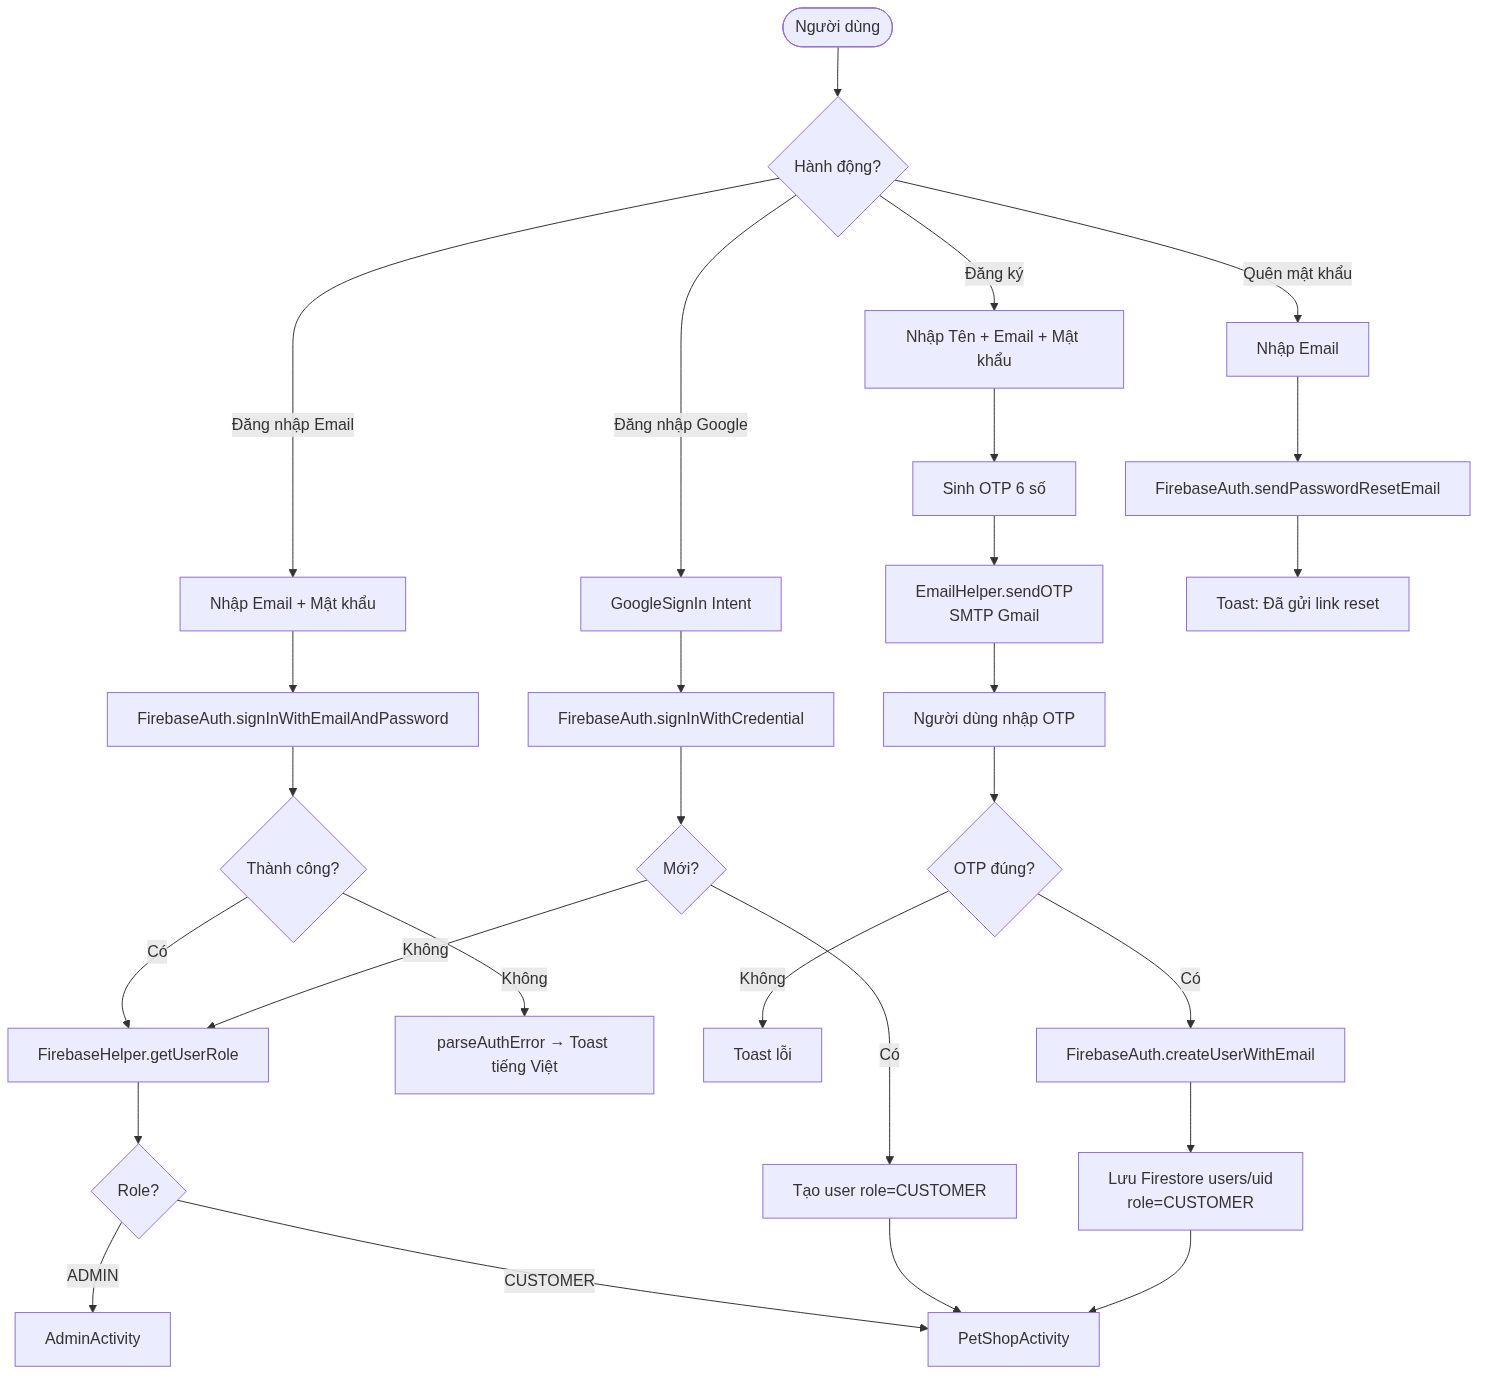 Người dùng
Hành động?
Đăng ký
Quên mật khẩu
Nhập Tên + Email + Mật
khẩu
Nhập Email
Đăng nhập Email
Đăng nhập Google
Sinh OTP 6 số
FirebaseAuth.sendPasswordResetEmail
Nhập Email + Mật khẩu
GoogleSignIn Intent
EmailHelper.sendOTP
SMTP Gmail
Toast: Đã gửi link reset
FirebaseAuth.signInWithEmailAndPassword
FirebaseAuth.signInWithCredential
Người dùng nhập OTP
Thành công?
Mới?
OTP đúng?
Có
Không
Không
Không
Có
FirebaseHelper.getUserRole
parseAuthError → Toast
tiếng Việt
Toast lỗi
Có
FirebaseAuth.createUserWithEmail
Role?
Tạo user role=CUSTOMER
Lưu Firestore users/uid
role=CUSTOMER
ADMIN
CUSTOMER
AdminActivity
PetShopActivity